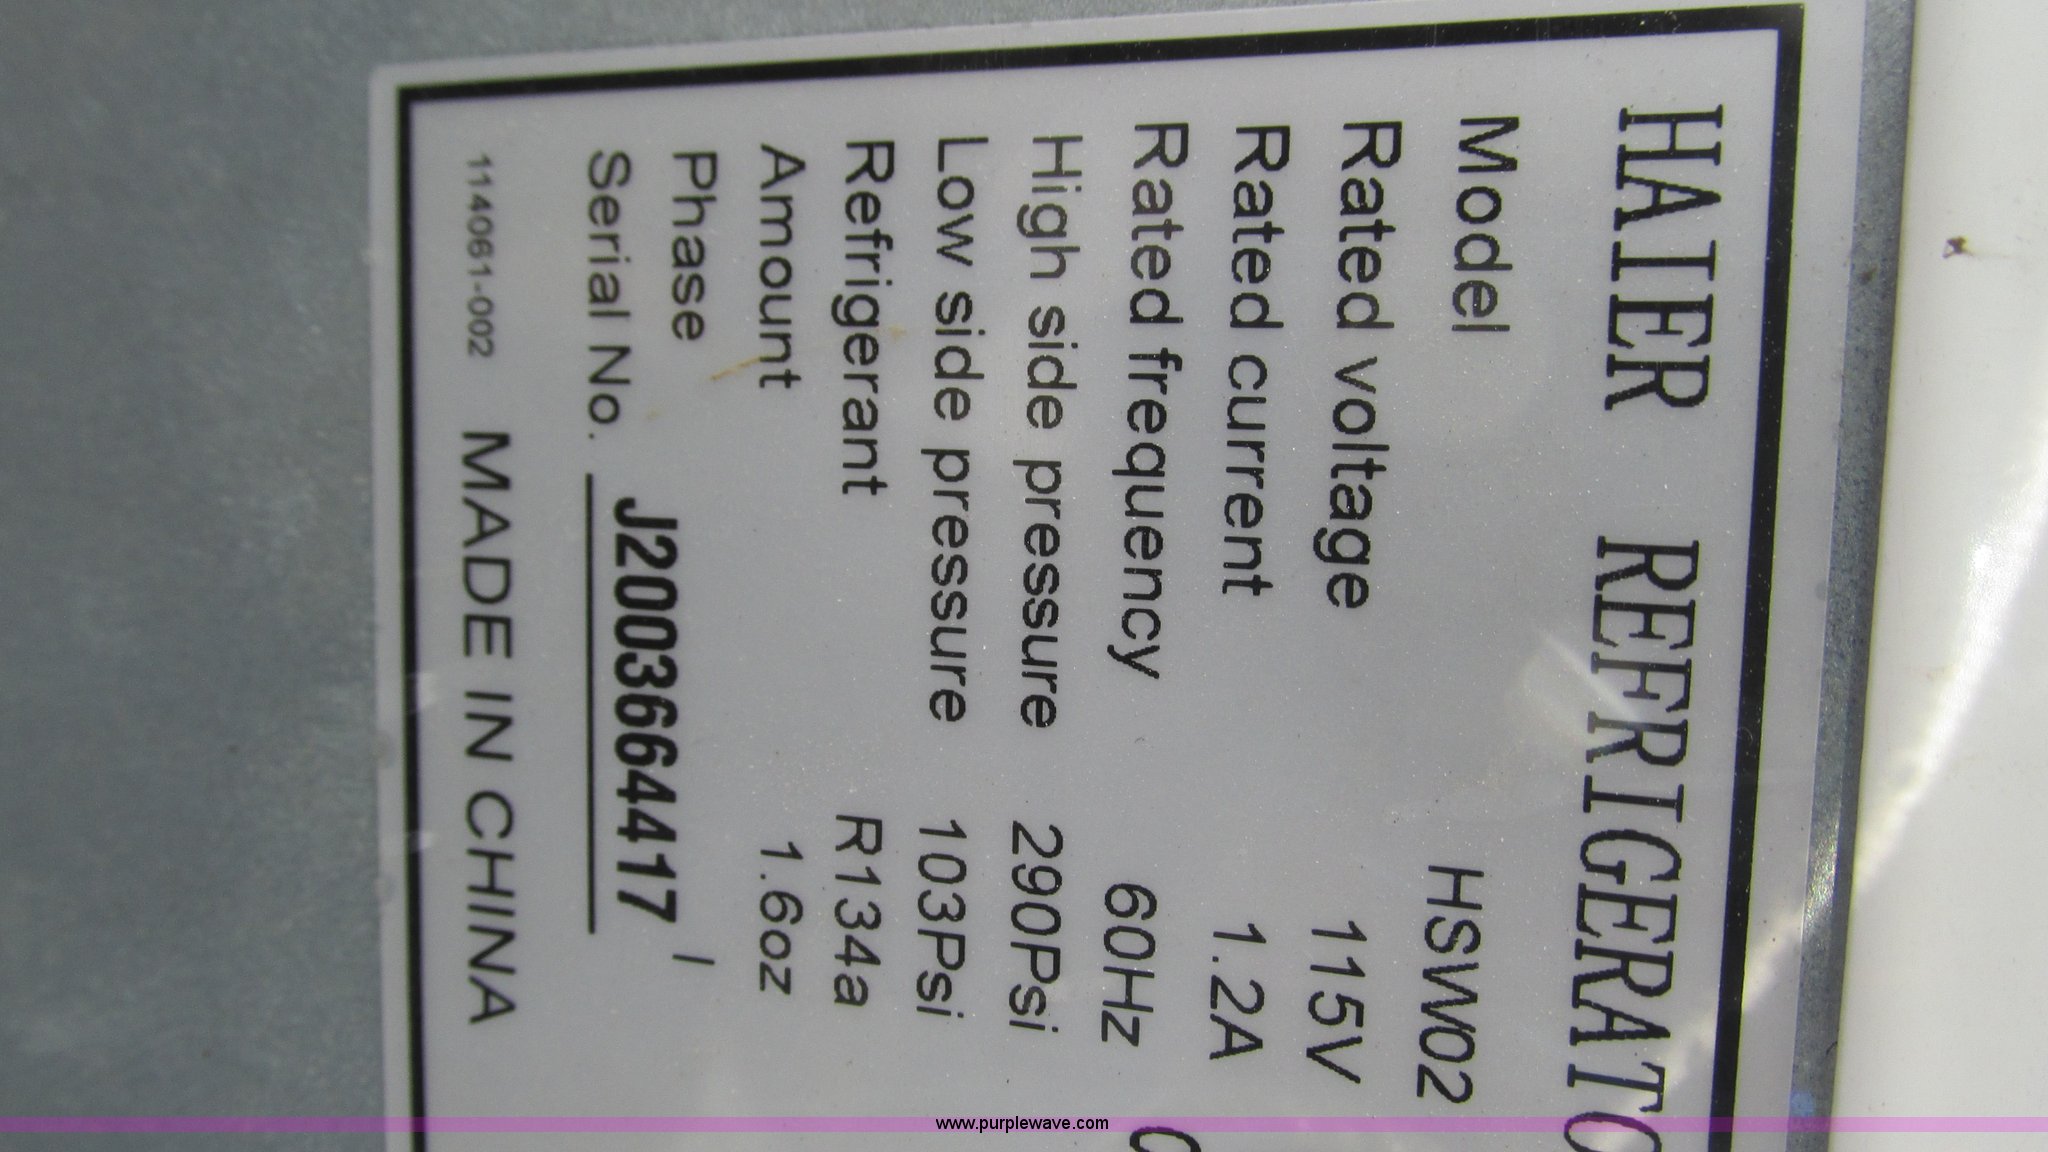 HAIER REFRIGERATO
Model HSW02
Rated voltage 115V
Rated current 1.2A
Rated frequency 60Hz
High side pressure 290Psi
Low side pressure 103Psi
Refrigerant R134a
Amount 1.6oz
Phase
Serial No. J2003664417
114061-002 MADE IN CHINA
www.purplewave.com